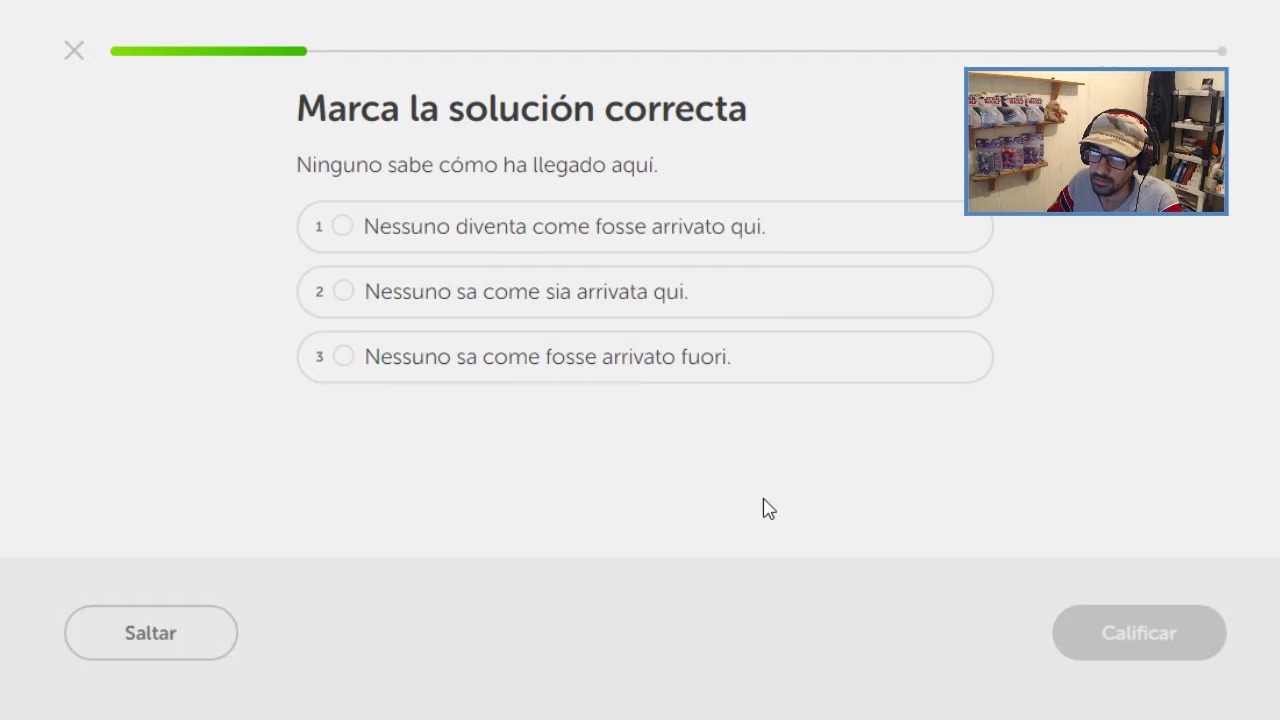 Marca la solución correcta
Ninguno sabe cómo ha llegado aquí.
1 Nessuno diventa come fosse arrivato qui.
2 Nessuno sa come sia arrivata qui.
3 Nessuno sa come fosse arrivato fuori.
Saltar
Calificar